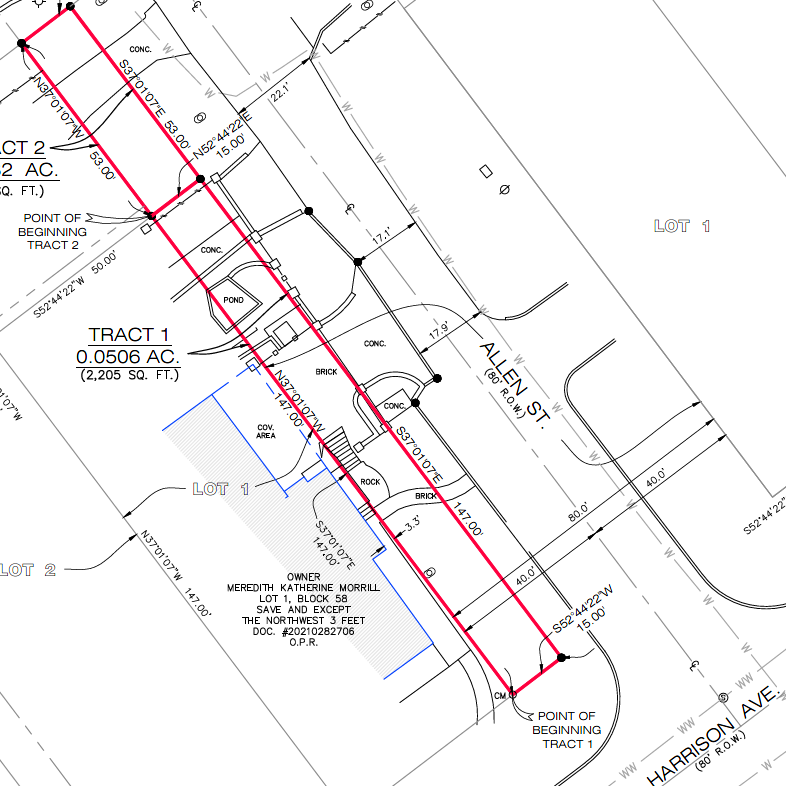 CONC.
S37°01'07"E 53.00'
N37°01'07"W
53.00'
22.1'
N52°44'22"E
15.00'
ACT 2
AC.
SQ. FT.)
POINT OF
BEGINNING
TRACT 2
S52°44'22"W 50.00'
CONC.
POND
17.1'
17.9'
LOT 1
TRACT 1
0.0506 AC.
(2,205 SQ. FT.)
BRICK
CONC.
ALLEN ST.
(80' R.O.W.)
N37°01'07"W
147.00'
COV.
AREA
CONC.
ROCK
BRICK
S37°01'07"E
147.00'
LOT 1
S37°01'07"E
147.00'
3.3'
80.0'
40.0'
40.0'
S52°44'22"
LOT 2
N37°01'07"W 147.00'
OWNER
MEREDITH KATHERINE MORRILL
LOT 1, BLOCK 58
SAVE AND EXCEPT
THE NORTHWEST 3 FEET
DOC. #20210282706
O.P.R.
S52°44'22"W
15.00'
CM
POINT OF
BEGINNING
TRACT 1
HARRISON AVE.
(80' R.O.W.)
W
WW